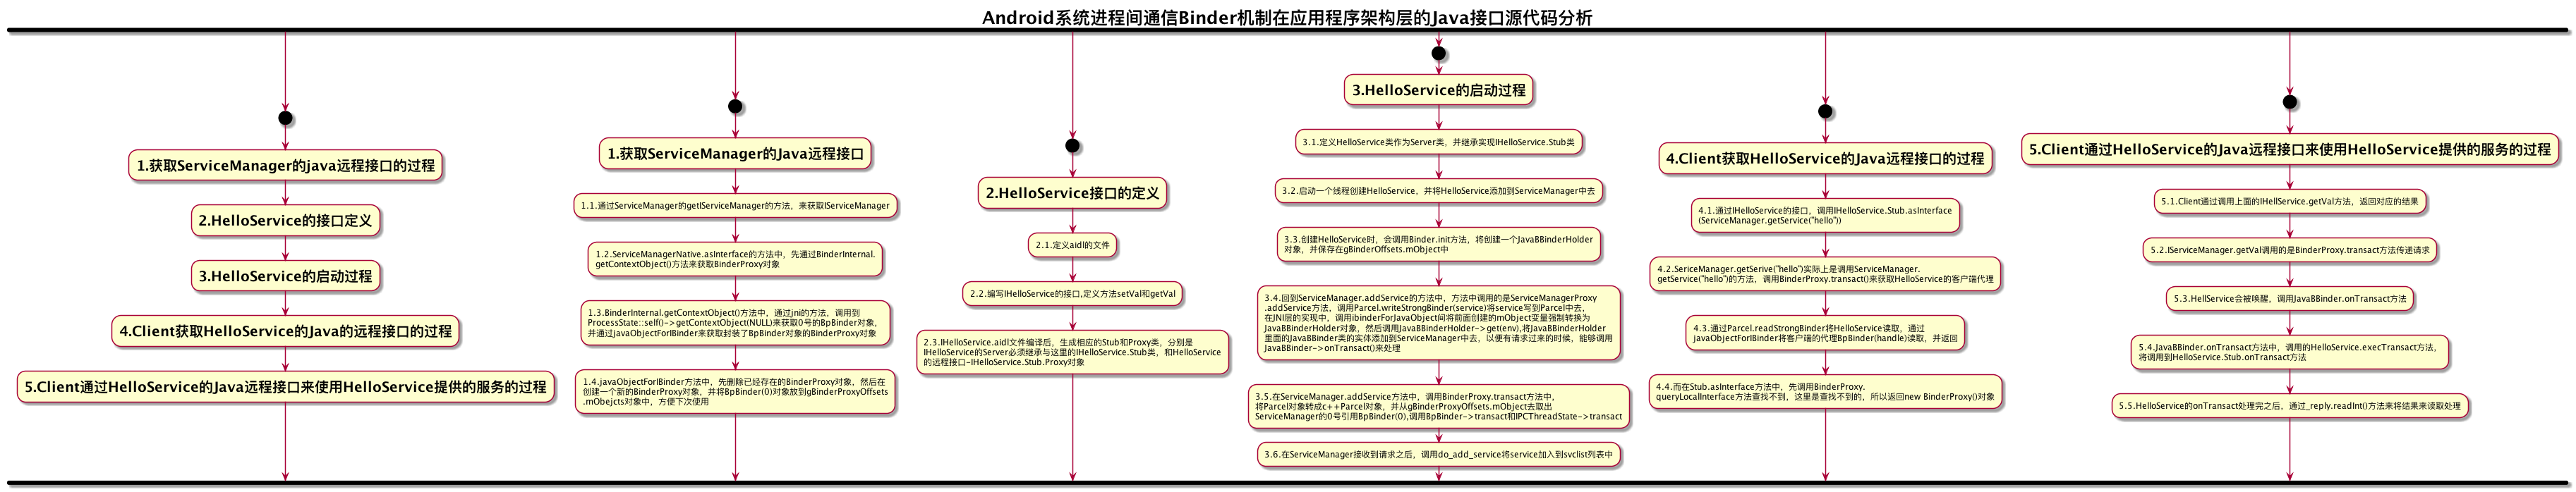 Android系统进程间通信Binder机制在应用程序架构层的Java接口源代码分析
1.获取ServiceManager的java远程接口的过程
2.HelloService的接口定义
3.HelloService的启动过程
4.Client获取HelloService的Java的远程接口的过程
5.Client通过HelloService的Java远程接口来使用HelloService提供的服务的过程
1.获取ServiceManager的Java远程接口
1.1.通过ServiceManager的getIServiceManager的方法，来获取IServiceManager
1.2.ServiceManagerNative.asInterface的方法中，先通过BinderInternal.
getContextObject()方法来获取BinderProxy对象
1.3.BinderInternal.getContextObject()方法中，通过jni的方法，调用到
ProcessState::self()->getContextObject(NULL)来获取0号的BpBinder对象，
并通过javaObjectForIBinder来获取封装了BpBinder对象的BinderProxy对象
1.4.javaObjectForIBinder方法中，先删除已经存在的BinderProxy对象，然后在
创建一个新的BinderProxy对象，并将BpBinder(0)对象放到gBinderProxyOffsets
.mObejcts对象中，方便下次使用
2.HelloService接口的定义
2.1.定义aidl的文件
2.2.编写IHelloService的接口,定义方法setVal和getVal
2.3.IHelloService.aidl文件编译后，生成相应的Stub和Proxy类，分别是
IHelloService的Server必须继承与这里的IHelloService.Stub类，和HelloService
的远程接口-IHelloService.Stub.Proxy对象
3.HelloService的启动过程
3.1.定义HelloService类作为Server类，并继承实现IHelloService.Stub类
3.2.启动一个线程创建HelloService，并将HelloService添加到ServiceManager中去
3.3.创建HelloService时，会调用Binder.init方法，将创建一个JavaBBinderHolder
对象，并保存在gBinderOffsets.mObject中
3.4.回到ServiceManager.addService的方法中，方法中调用的是ServiceManagerProxy
.addService方法，调用Parcel.writeStrongBinder(service)将service写到Parcel中去，
在JNI层的实现中，调用ibinderForJavaObject间将前面创建的mObject变量强制转换为
JavaBBinderHolder对象，然后调用JavaBBinderHolder->get(env),将JavaBBinderHolder
里面的JavaBBinder类的实体添加到ServiceManager中去，以便有请求过来的时候，能够调用
JavaBBinder->onTransact()来处理
3.5.在ServiceManager.addService方法中，调用BinderProxy.transact方法中，
将Parcel对象转成c++Parcel对象，并从gBinderProxyOffsets.mObject去取出
ServiceManager的0号引用BpBinder(0),调用BpBinder->transact和IPCThreadState->transact
3.6.在ServiceManager接收到请求之后，调用do_add_service将service加入到svclist列表中
4.Client获取HelloService的Java远程接口的过程
4.1.通过IHelloService的接口，调用IHelloService.Stub.asInterface
(ServiceManager.getService("hello"))
4.2.SericeManager.getSerive("hello")实际上是调用ServiceManager.
getService("hello")的方法，调用BinderProxy.transact()来获取HelloService的客户端代理
4.3.通过Parcel.readStrongBinder将HelloService读取，通过
javaObjectForIBinder将客户端的代理BpBinder(handle)读取，并返回
4.4.而在Stub.asInterface方法中，先调用BinderProxy.
queryLocalInterface方法查找不到，这里是查找不到的，所以返回new BinderProxy()对象
5.Client通过HelloService的Java远程接口来使用HelloService提供的服务的过程
5.1.Client通过调用上面的IHellService.getVal方法，返回对应的结果
5.2.IServiceManager.getVal调用的是BinderProxy.transact方法传递请求
5.3.HellService会被唤醒，调用JavaBBinder.onTransact方法
5.4.JavaBBinder.onTransact方法中，调用的HelloService.execTransact方法，
将调用到IHelloService.Stub.onTransact方法
5.5.HelloService的onTransact处理完之后，通过_reply.readInt()方法来将结果来读取处理